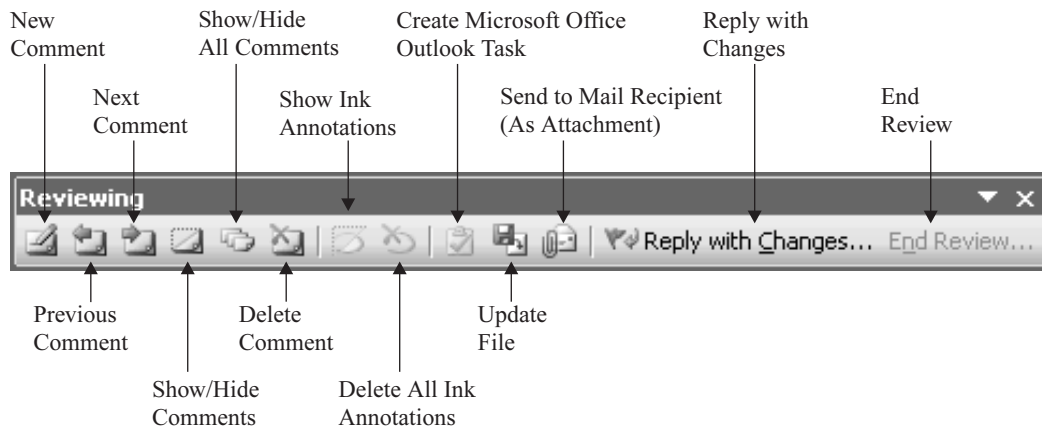 New
Comment
Show/Hide
All Comments
Create Microsoft Office
Outlook Task
Reply with
Changes
Next
Comment
Show Ink
Annotations
Send to Mail Recipient
(As Attachment)
End
Review
Reviewing
Reply with Changes... End Review...
Previous
Comment
Delete
Comment
Update
File
Show/Hide
Comments
Delete All Ink
Annotations